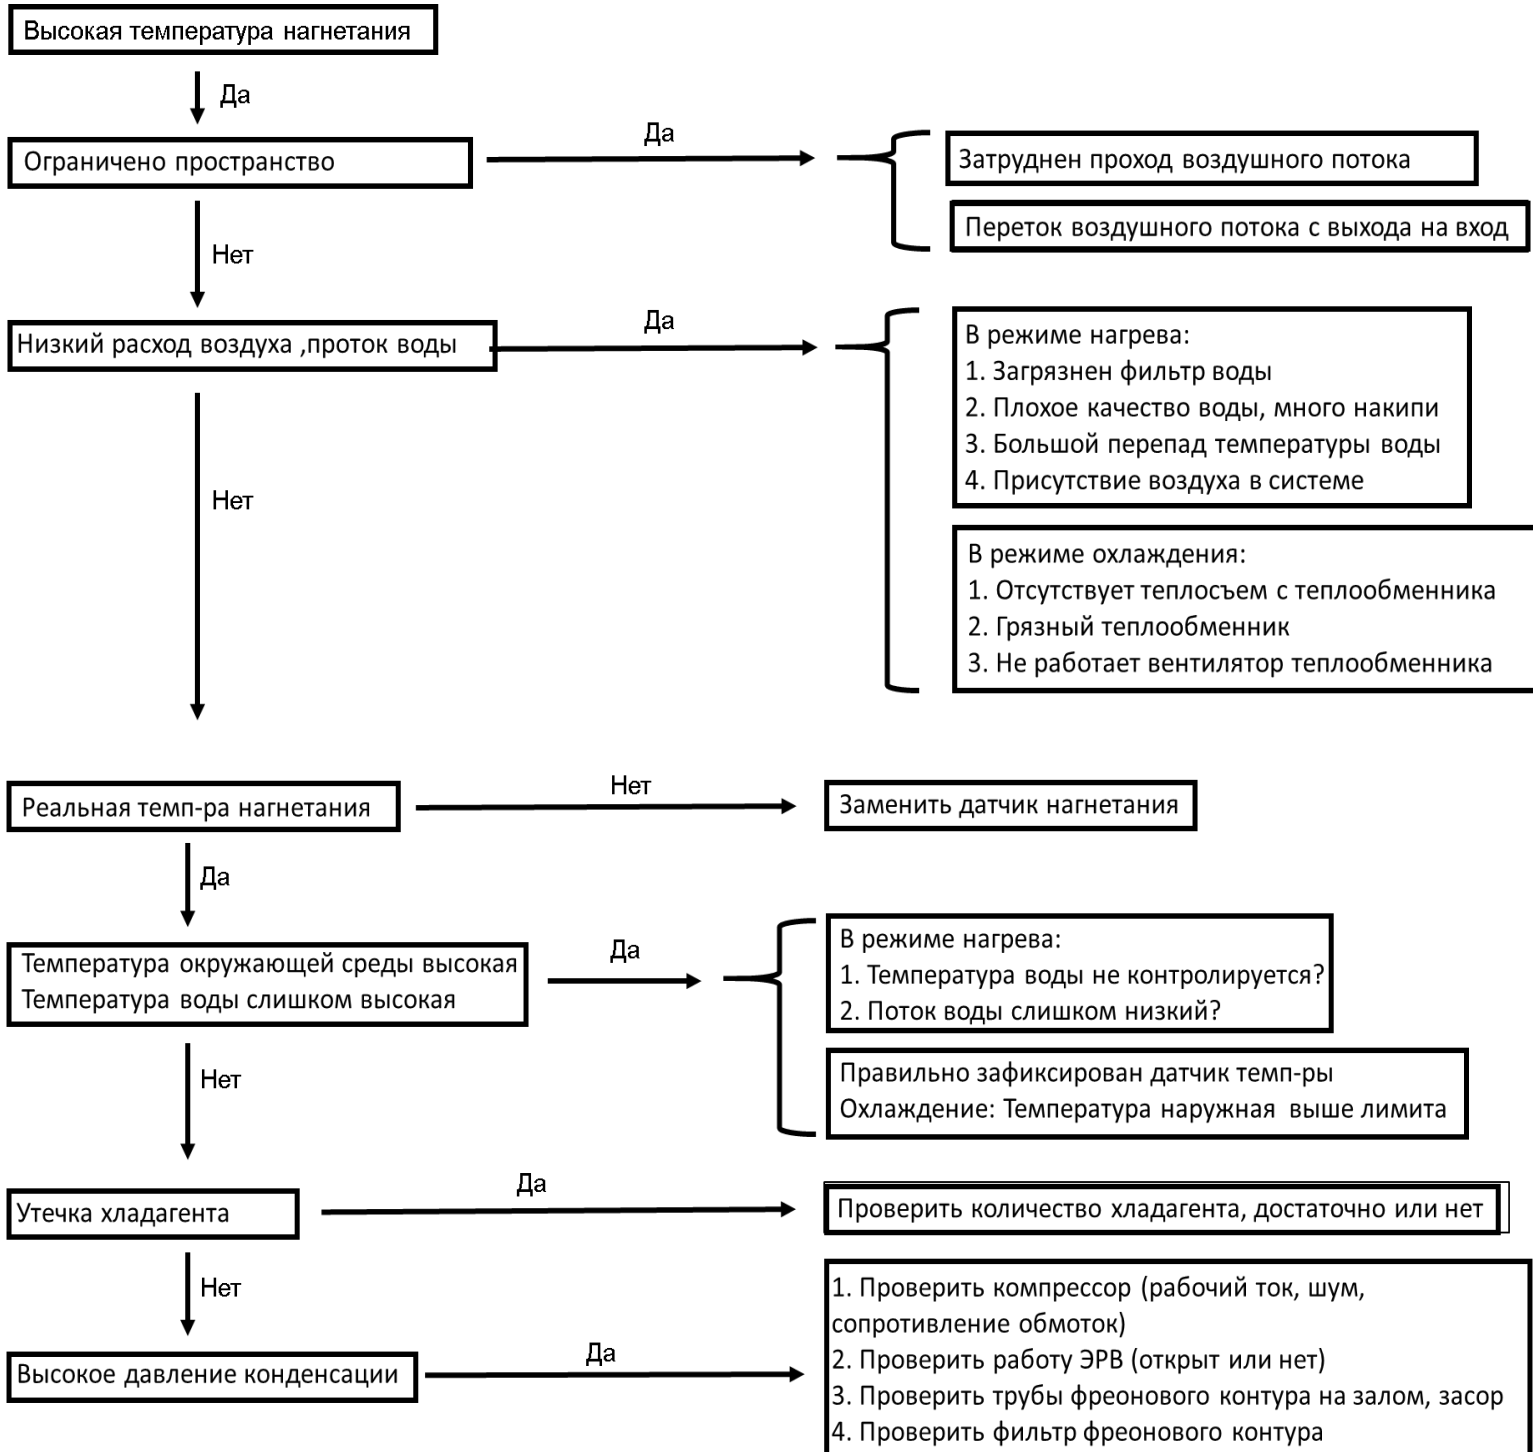 Высокая температура нагнетания
Да
Ограничено пространство
Да
Затруднен проход воздушного потока
Переток воздушного потока с выхода на вход
Нет
Низкий расход воздуха ,проток воды
Да
В режиме нагрева:
1. Загрязнен фильтр воды
2. Плохое качество воды, много накипи
3. Большой перепад температуры воды
4. Присутствие воздуха в системе
Нет
В режиме охлаждения:
1. Отсутствует теплосъем с теплообменника
2. Грязный теплообменник
3. Не работает вентилятор теплообменника
Реальная темп-ра нагнетания
Нет
Заменить датчик нагнетания
Да
Температура окружающей среды высокая
Температура воды слишком высокая
Да
В режиме нагрева:
1. Температура воды не контролируется?
2. Поток воды слишком низкий?
Правильно зафиксирован датчик темп-ры
Охлаждение: Температура наружная выше лимита
Нет
Утечка хладагента
Да
Проверить количество хладагента, достаточно или нет
Нет
Высокое давление конденсации
Да
1. Проверить компрессор (рабочий ток, шум,
сопротивление обмоток)
2. Проверить работу ЭРВ (открыт или нет)
3. Проверить трубы фреонового контура на залом, засор
4. Проверить фильтр фреонового контура